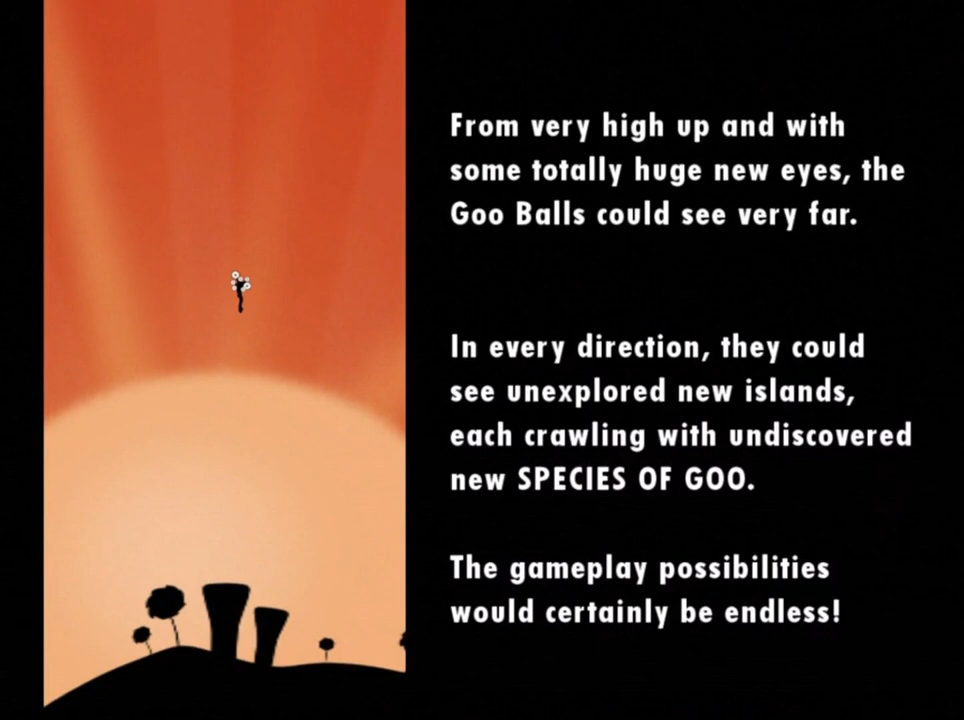 From very high up and with
some totally huge new eyes, the
Goo Balls could see very far.
In every direction, they could
see unexplored new islands,
each crawling with undiscovered
new SPECIES OF GOO.
The gameplay possibilities
would certainly be endless!